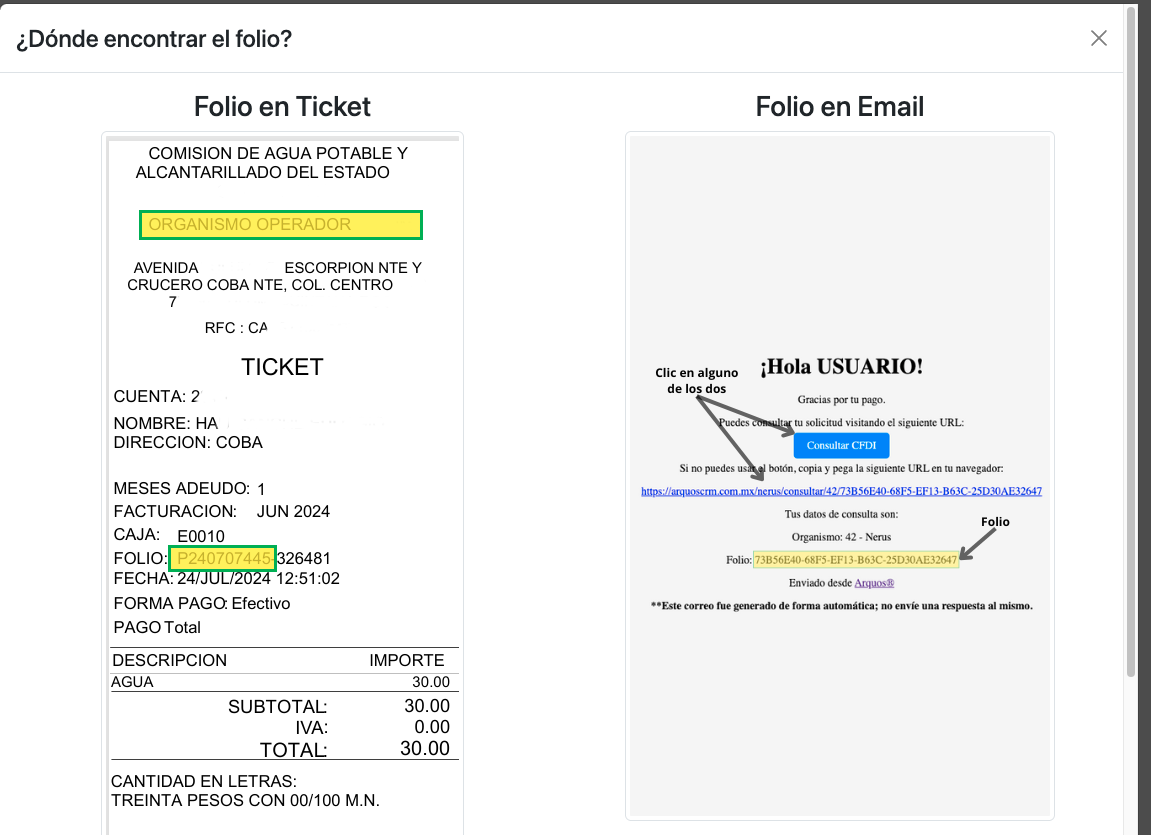 ¿Dónde encontrar el folio?
Folio en Ticket
COMISION DE AGUA POTABLE Y
ALCANTARILLADO DEL ESTADO
ORGANISMO OPERADOR
AVENIDA ESCORPION NTE Y
CRUCERO COBA NTE, COL. CENTRO
7
RFC : CA
TICKET
CUENTA: 2
NOMBRE: HA
DIRECCION: COBA
MESES ADEUDO: 1
FACTURACION: JUN 2024
CAJA: E0010
FOLIO: P240707445-326481
FECHA: 24/JUL/2024 12:51:02
FORMA PAGO: Efectivo
PAGO Total
DESCRIPCION IMPORTE
AGUA 30.00
SUBTOTAL: 30.00
IVA: 0.00
TOTAL: 30.00
CANTIDAD EN LETRAS:
TREINTA PESOS CON 00/100 M.N.
Folio en Email
¡Hola USUARIO!
Clic en alguno
de los dos
Gracias por tu pago.
Puedes consultar tu solicitud visitando el siguiente URL:
Consultar CFDI
Si no puedes usar el botón, copia y pega la siguiente URL en tu navegador:
https://arquoscrm.com.mx/nerus/consultar/42/73B56E40-68F5-EF13-B63C-25D30AE32647
Tus datos de consulta son:
Folio
Organismo: 42 - Nerus
Folio: 73B56E40-68F5-EF13-B63C-25D30AE32647
Enviado desde Arquos®
**Este correo fue generado de forma automática; no envíe una respuesta al mismo.